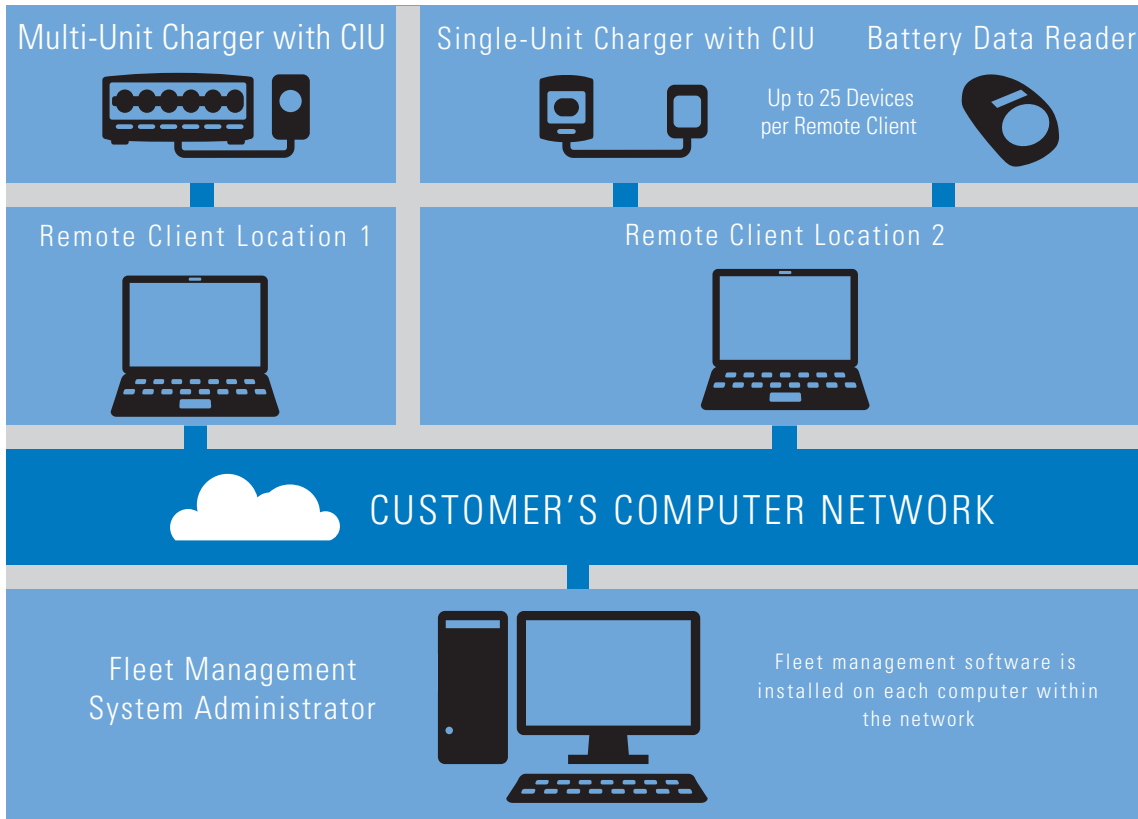 Multi-Unit Charger with CIU
Single-Unit Charger with CIU
Battery Data Reader
Up to 25 Devices
per Remote Client
Remote Client Location 1
Remote Client Location 2
CUSTOMER'S COMPUTER NETWORK
Fleet Management
System Administrator
Fleet management software is
installed on each computer within
the network